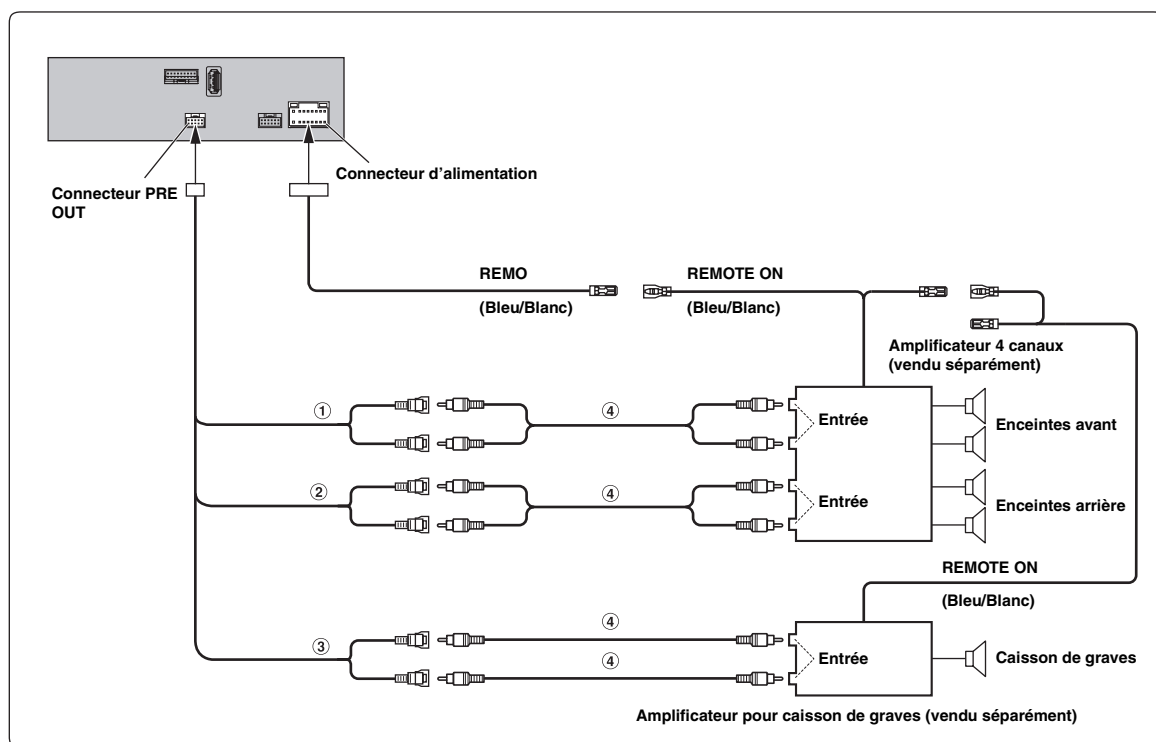 Connecteur d'alimentation
Connecteur PRE
OUT
REMO
(Bleu/Blanc)
REMOTE ON
(Bleu/Blanc)
Amplificateur 4 canaux
(vendu séparément)
①
④
Entrée
Enceintes avant
②
④
Entrée
Enceintes arrière
REMOTE ON
(Bleu/Blanc)
③
④
④
Entrée
Caisson de graves
Amplificateur pour caisson de graves (vendu séparément)